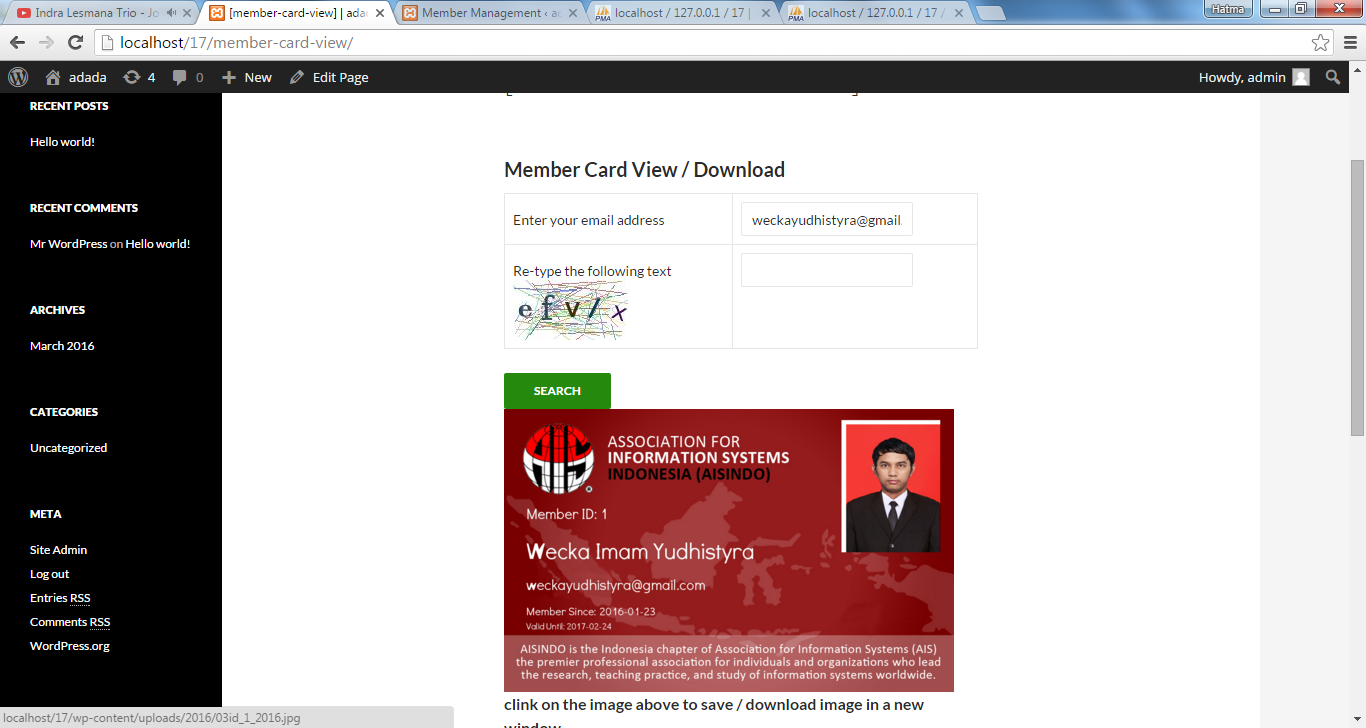 Indra Lesmana Trio - Jo
[member-card-view] | ada
Member Management ‹ a
localhost / 127.0.0.1 / 17 |
localhost / 127.0.0.1 / 17 /
Hatma
localhost/17/member-card-view/
adada 4 0 New Edit Page Howdy, admin
RECENT POSTS
Hello world!
RECENT COMMENTS
Mr WordPress on Hello world!
ARCHIVES
March 2016
CATEGORIES
Uncategorized
META
Site Admin
Log out
Entries RSS
Comments RSS
WordPress.org
Member Card View / Download
Enter your email address
weckayudhistyra@gmail.
Re-type the following text
e f v / x
SEARCH
ASSOCIATION FOR
INFORMATION SYSTEMS
INDONESIA (AISINDO)
Member ID: 1
Wecka Imam Yudhistyra
weckayudhistyra@gmail.com
Member Since: 2016-01-23
Valid Until: 2017-02-24
AISINDO is the Indonesia chapter of Association for Information Systems (AIS)
the premier professional association for individuals and organizations who lead
the research, teaching practice, and study of information systems worldwide.
clink on the image above to save / download image in a new
window
localhost/17/wp-content/uploads/2016/03id_1_2016.jpg